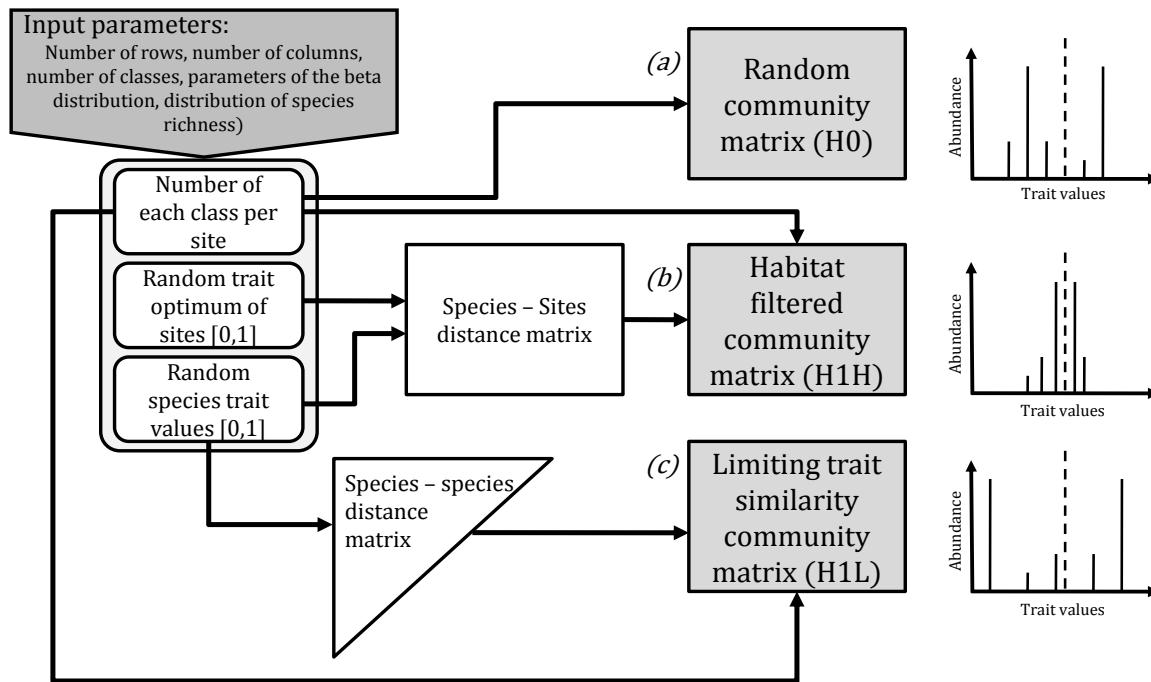 Input parameters:
Number of rows, number of columns,
number of classes, parameters of the beta
distribution, distribution of species
richness)
Number of
each class per
site
Random trait
optimum of
sites [0,1]
Random
species trait
values [0,1]
Species – Sites
distance matrix
Species – species
distance
matrix
(a)
Random
community
matrix (H0)
(b)
Habitat
filtered
community
matrix (H1H)
(c)
Limiting trait
similarity
community
matrix (H1L)
Abundance
Trait values
Abundance
Trait values
Abundance
Trait values